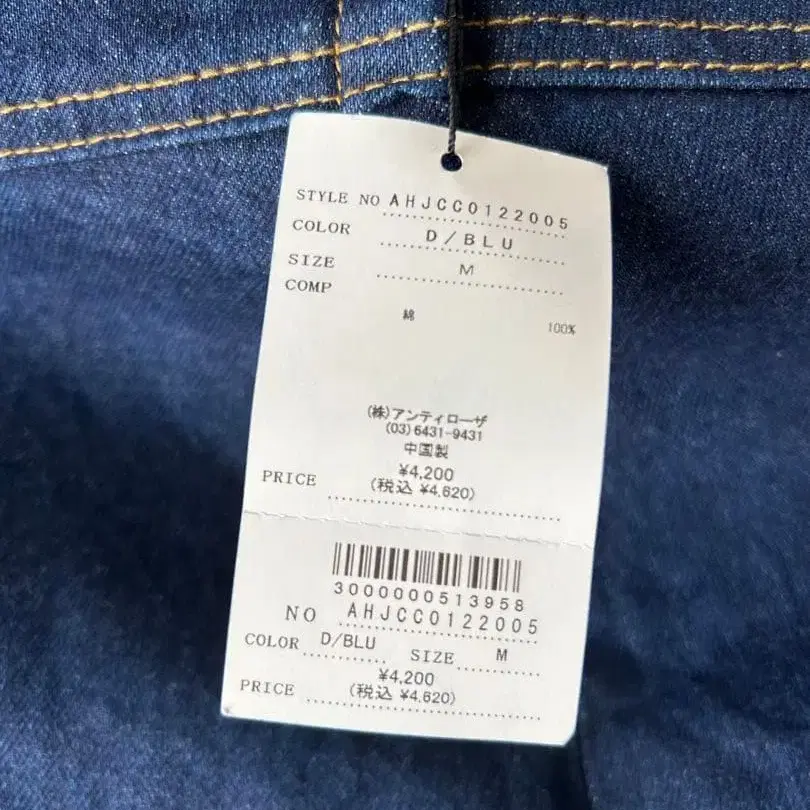 STYLE NO AHJCC0122005
COLOR D/BLU
SIZE M
COMP
綿 100%
(株)アンティローザ
(03)6431-9431
中国製
¥4,200
PRICE (税込 ¥4,620)
3000000513958
NO AHJCC0122005
COLOR D/BLU SIZE M
¥4,200
PRICE (税込 ¥4,620)